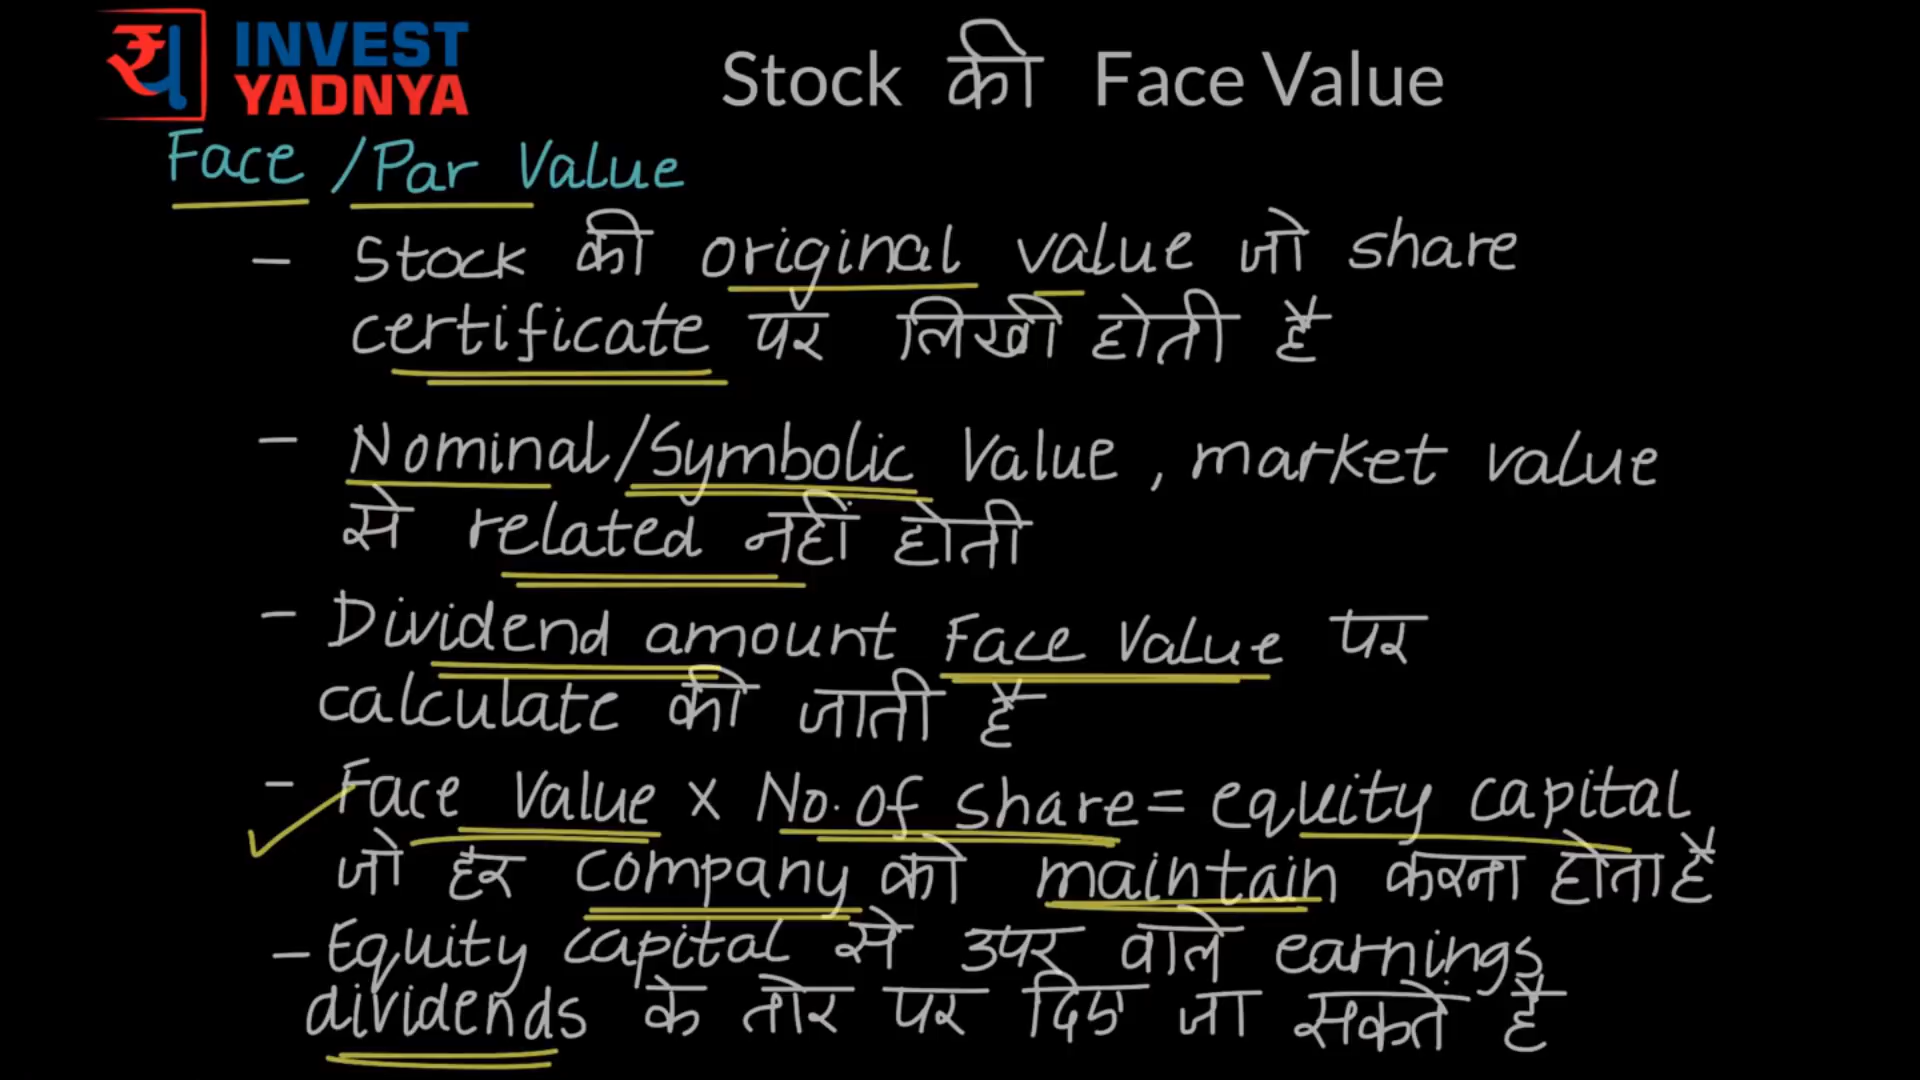 INVEST
YADNYA
Stock की Face Value
Face / Par Value
- Stock की original value जो share
certificate पर लिखी होती है
- Nominal/Symbolic Value, market value
से related नहीं होती
- Dividend amount Face Value पर
calculate की जाती है
- Face Value x No. of share = equity capital
जो हर company को maintain करना होता है
- Equity capital से उपर वाले earnings
dividends के तोर पर दिए जा सकते है